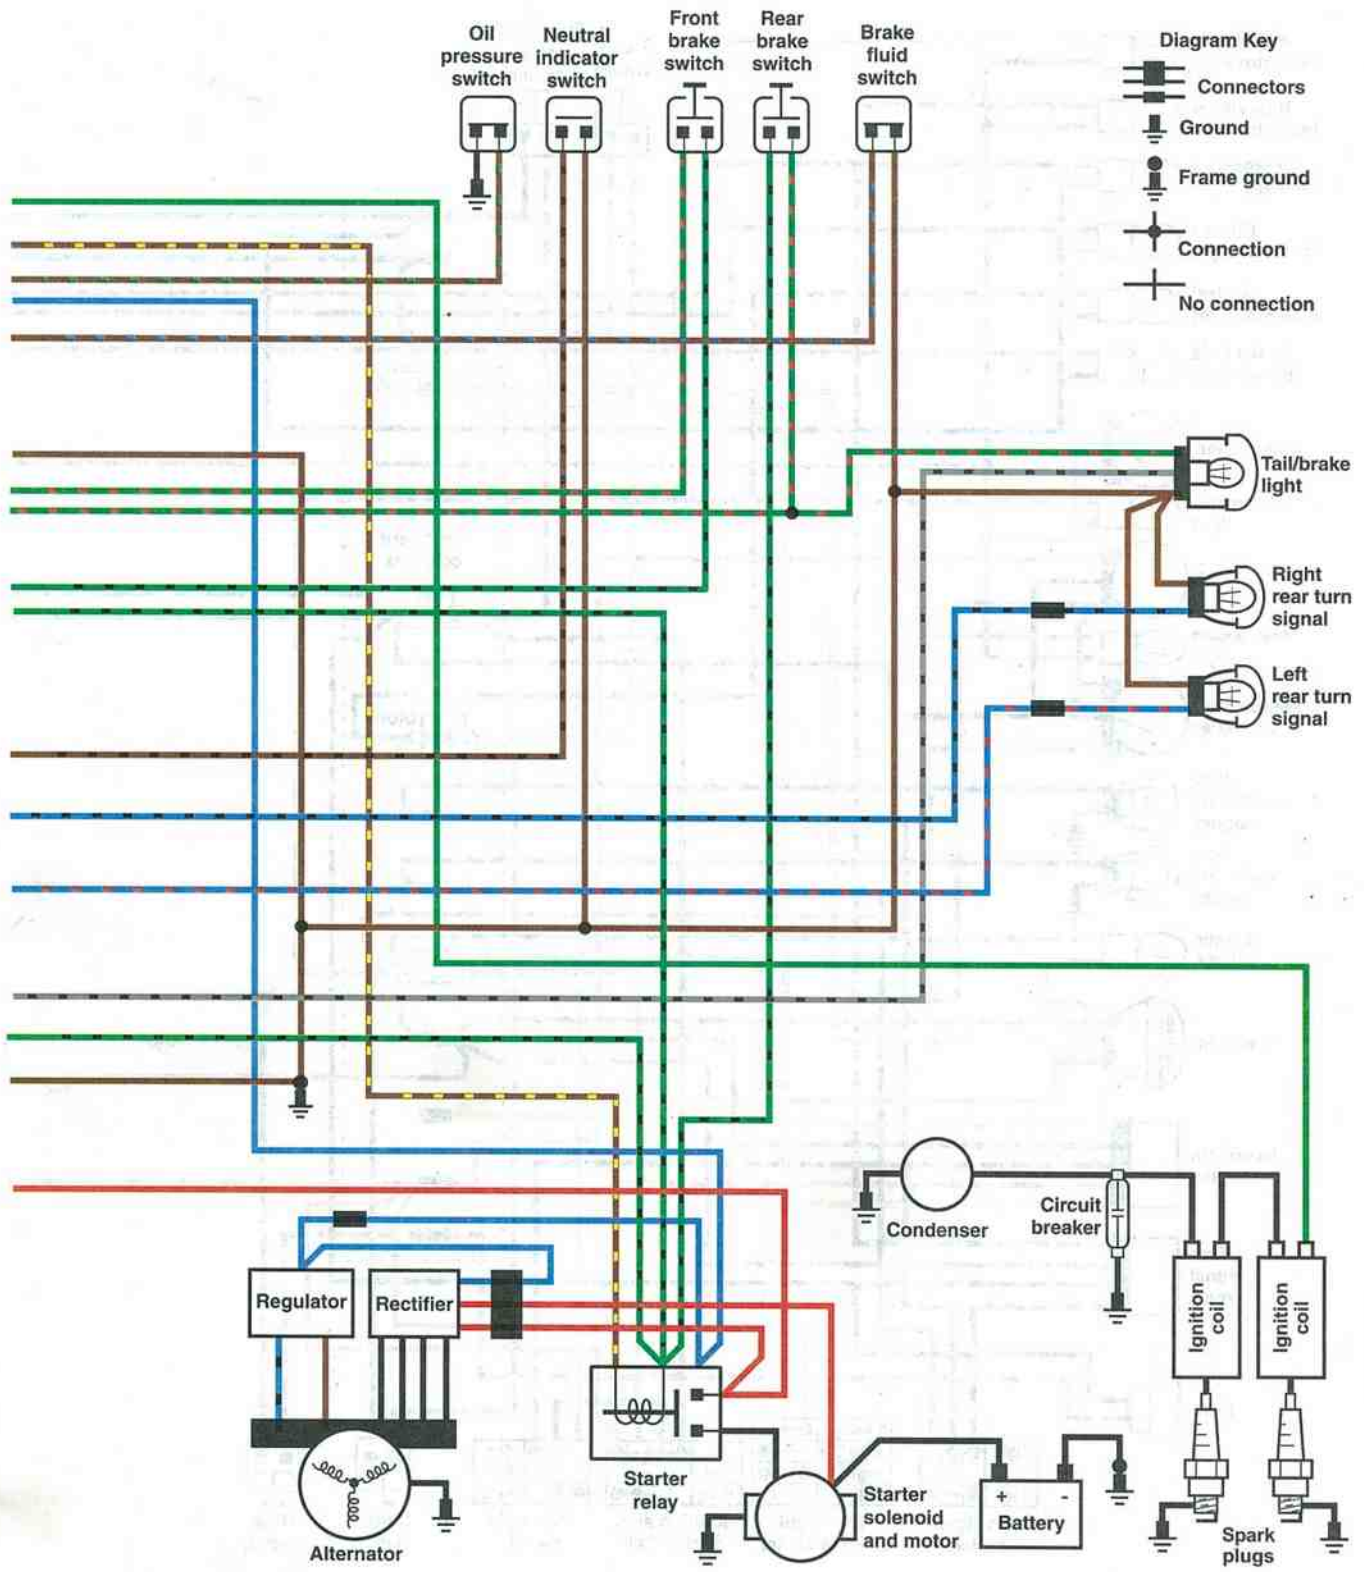 Oil
pressure
switch
Neutral
indicator
switch
Front
brake
switch
Rear
brake
switch
Brake
fluid
switch
Diagram Key
Connectors
Ground
Frame ground
Connection
No connection
Tail/brake
light
Right
rear turn
signal
Left
rear turn
signal
Condenser
Circuit
breaker
Ignition
coil
Ignition
coil
Regulator
Rectifier
Starter
relay
Alternator
Starter
solenoid
and motor
+ -
Battery
Spark
plugs